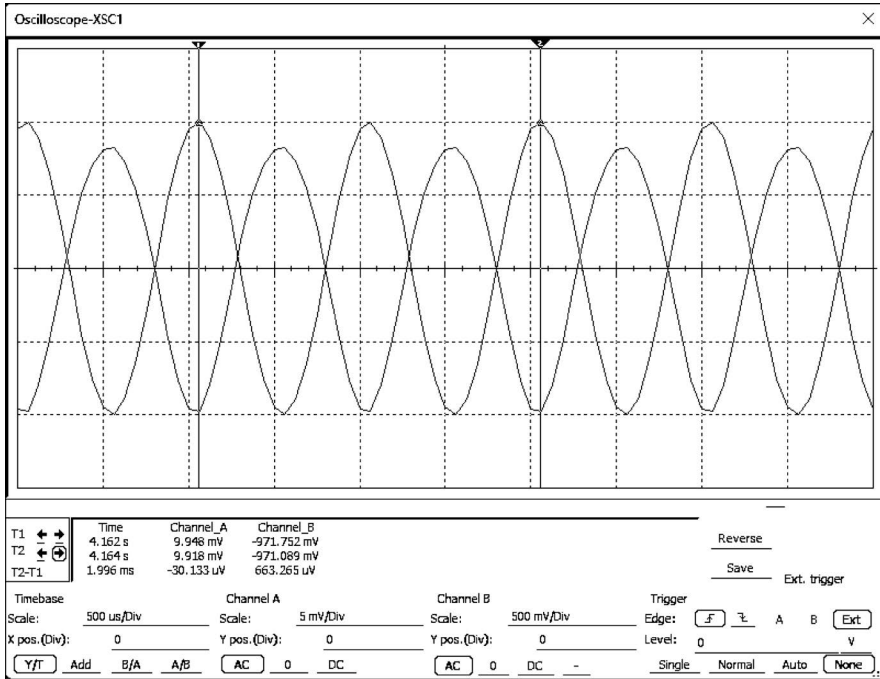 Oscilloscope-XSC1
1 2
Time Channel_A Channel_B
T1 4.162 s 9.948 mV -971.752 mV
T2 4.164 s 9.918 mV -971.089 mV
T2-T1 1.996 ms -30.133 uV 663.265 uV
Reverse
Save
Ext. trigger
Timebase Channel A Channel B Trigger
Scale: 500 us/Div Scale: 5 mV/Div Scale: 500 mV/Div Edge: A B Ext
X pos.(Div): 0 Y pos.(Div): 0 Y pos.(Div): 0 Level: 0 V
Y/T Add B/A A/B AC 0 DC AC 0 DC - Single Normal Auto None